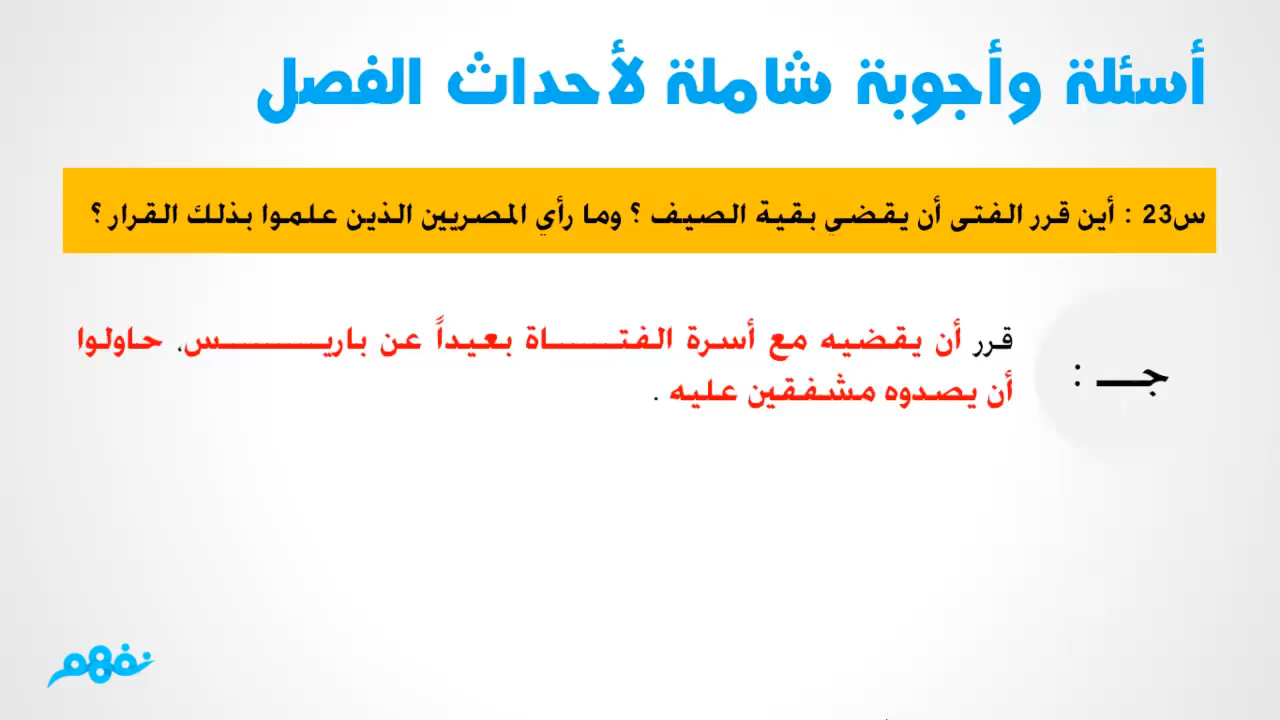 أسئلة وأجوبة شاملة لأحداث الفصل
س23 : أين قرر الفتى أن يقضي بقية الصيف ؟ وما رأي المصريين الذين علموا بذلك القرار ؟
جـ :
قرر أن يقضيه مع أسرة الفتـــاة بعيداً عن باريـــــس، حاولوا
أن يصدوه مشفقين عليه .
نفهم